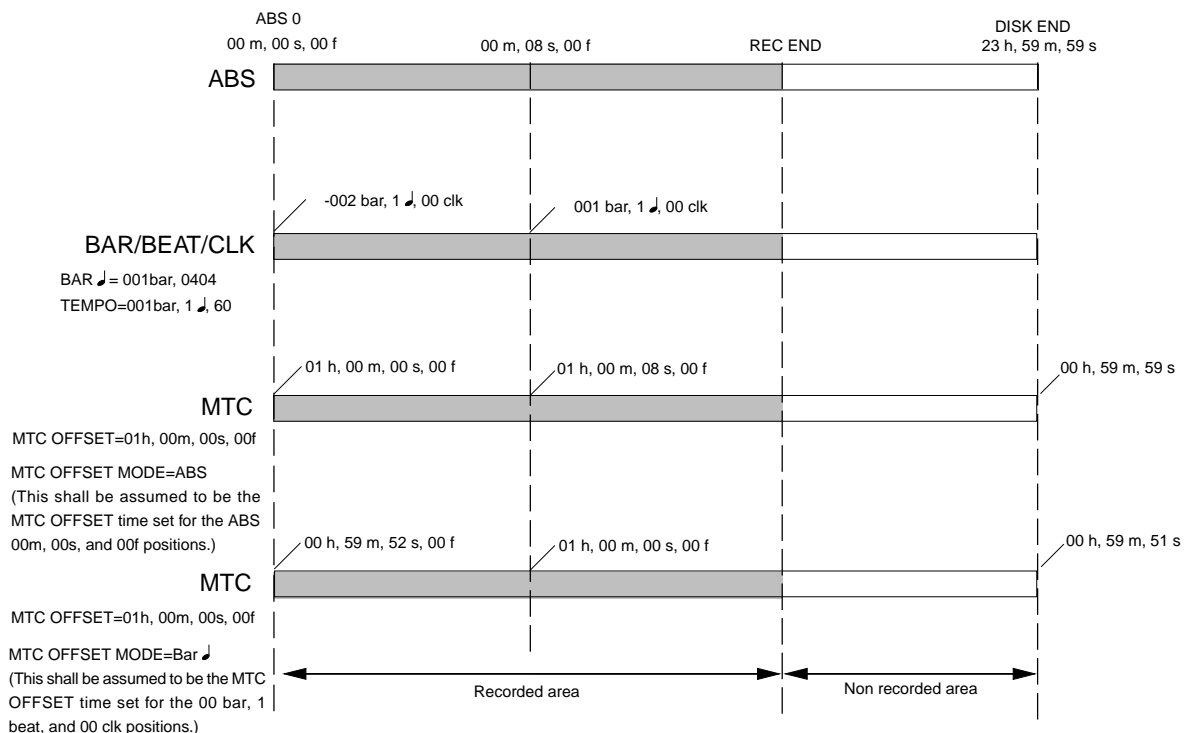 ABS 0
00 m, 00 s, 00 f
00 m, 08 s, 00 f
REC END
DISK END
23 h, 59 m, 59 s
ABS
-002 bar, 1 ♩, 00 clk
001 bar, 1 ♩, 00 clk
BAR/BEAT/CLK
BAR ♩= 001bar, 0404
TEMPO=001bar, 1 ♩, 60
01 h, 00 m, 00 s, 00 f
01 h, 00 m, 08 s, 00 f
00 h, 59 m, 59 s
MTC
MTC OFFSET=01h, 00m, 00s, 00f
MTC OFFSET MODE=ABS
(This shall be assumed to be the
MTC OFFSET time set for the ABS
00m, 00s, and 00f positions.)
00 h, 59 m, 52 s, 00 f
01 h, 00 m, 00 s, 00 f
00 h, 59 m, 51 s
MTC
MTC OFFSET=01h, 00m, 00s, 00f
MTC OFFSET MODE=Bar ♩
(This shall be assumed to be the MTC
OFFSET time set for the 00 bar, 1
beat, and 00 clk positions.)
Recorded area
Non recorded area